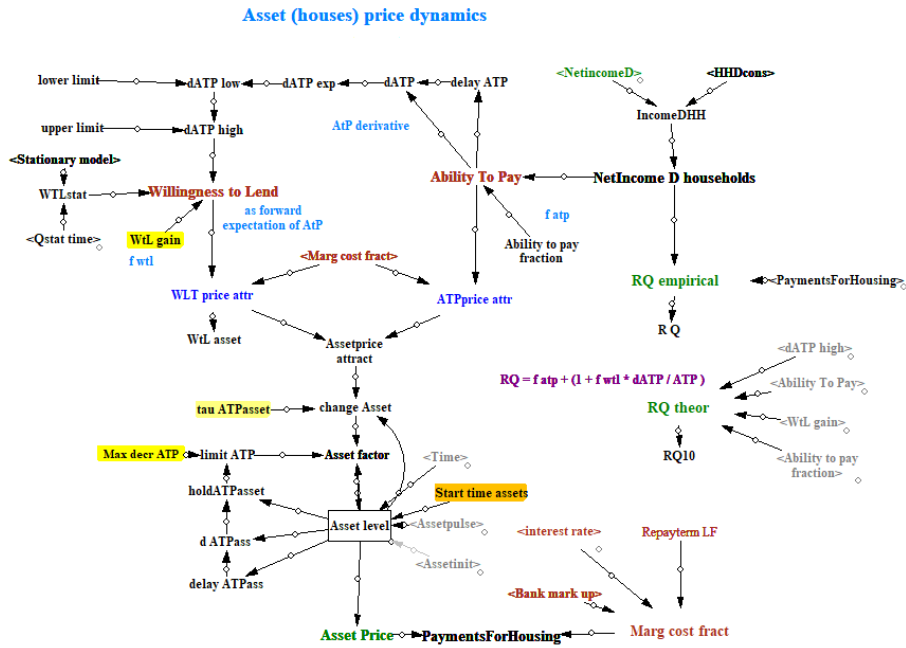 Asset (houses) price dynamics
lower limit
dATP low
dATP exp
dATP
delay ATP
<NetincomeD>
<HHDcons>
upper limit
dATP high
AtP derivative
IncomeDHH
<Stationary model>
WTLstat
Willingness to Lend
Ability To Pay
NetIncome D households
as forward
expectation of AtP
<Qstat time>
WtL gain
f wtl
f atp
Ability to pay
fraction
<Marg cost fract>
WLT price attr
ATPprice attr
RQ empirical
<PaymentsForHousing>
WtL asset
Assetprice
attract
R Q
<dATP high>
RQ = f atp + (1 + f wtl * dATP / ATP )
<Ability To Pay>
tau ATPasset
change Asset
RQ theor
<WtL gain>
Max decr ATP
limit ATP
Asset factor
<Time>
RQ10
<Ability to pay
fraction>
holdATPasset
Start time assets
Asset level
<Assetpulse>
d ATPass
<interest rate>
Repayterm LF
<Assetinit>
delay ATPass
<Bank mark up>
Asset Price
PaymentsForHousing
Marg cost fract